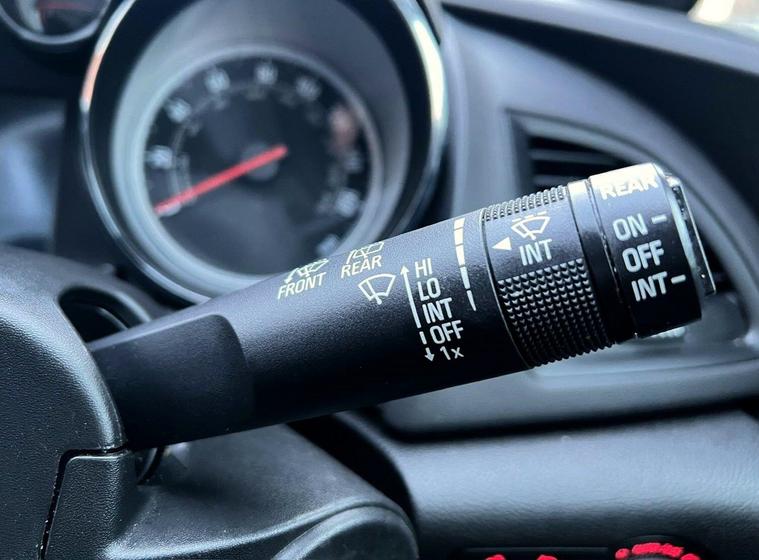 FRONT
REAR
HI
LO
INT
OFF
1x
INT
REAR
ON
OFF
INT